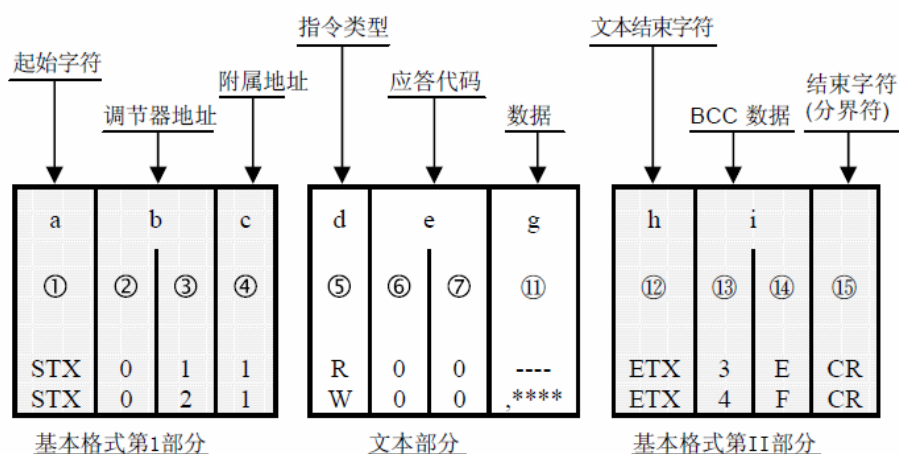 指令类型
文本结束字符
起始字符
附属地址
应答代码
结束字符
(分界符)
调节器地址
数据
BCC 数据
a b c d e g h i
① ② ③ ④ ⑤ ⑥ ⑦ ⑪ ⑫ ⑬ ⑭ ⑮
STX 0 1 1 R 0 0 ---- ETX 3 E CR
STX 0 2 1 W 0 0 ,**** ETX 4 F CR
基本格式第1部分 文本部分 基本格式第II部分